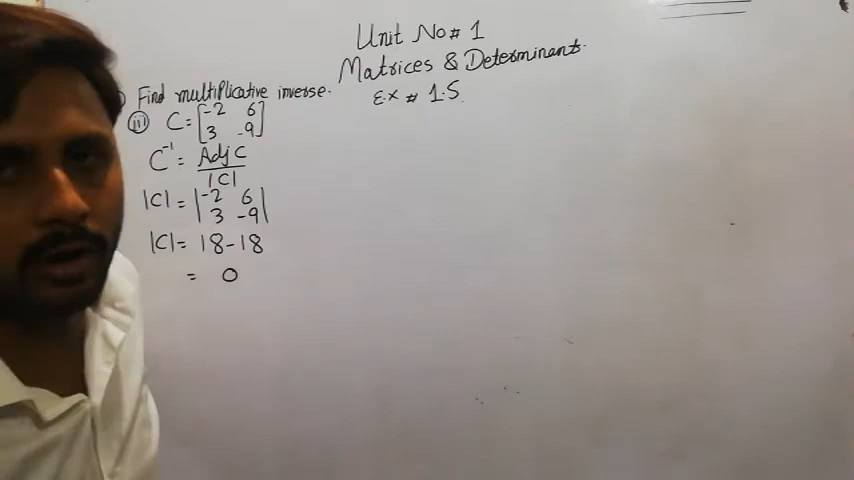 Unit No # 1
Matrices & Determinants.
Ex # 1.5
Find multiplicative inverse.
(iii) C = [-2 6
3 -9]
C⁻¹ = Adj C
|C|
|C| = |-2 6
3 -9|
|C| = 18-18
= 0